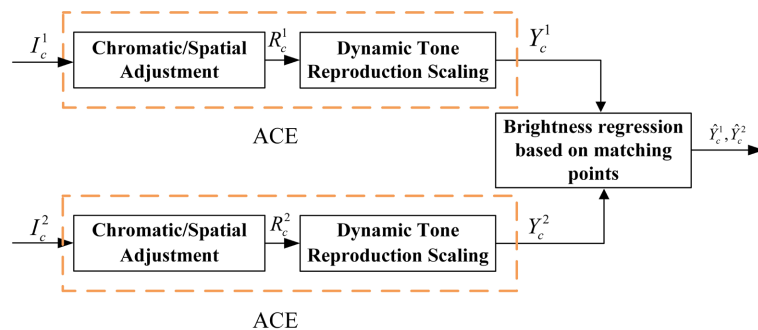 I_c^1
Chromatic/Spatial
Adjustment
R_c^1
Dynamic Tone
Reproduction Scaling
Y_c^1
ACE
Brightness regression
based on matching
points
Ŷ_c^1, Ŷ_c^2
I_c^2
Chromatic/Spatial
Adjustment
R_c^2
Dynamic Tone
Reproduction Scaling
Y_c^2
ACE